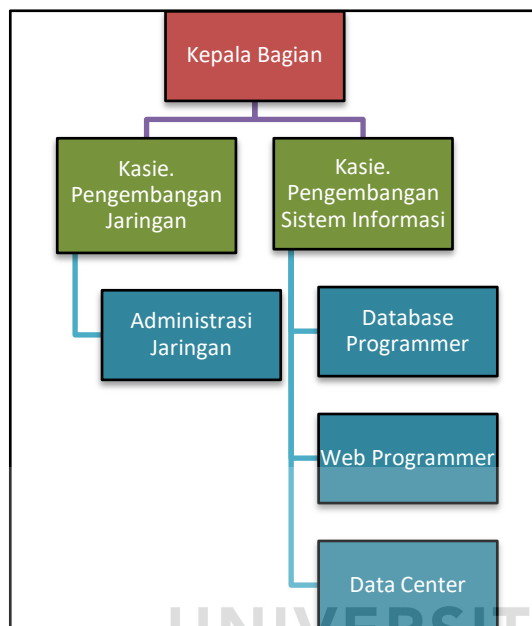 Kepala Bagian
Kasie.
Pengembangan
Jaringan
Kasie.
Pengembangan
Sistem Informasi
Administrasi
Jaringan
Database
Programmer
Web Programmer
Data Center